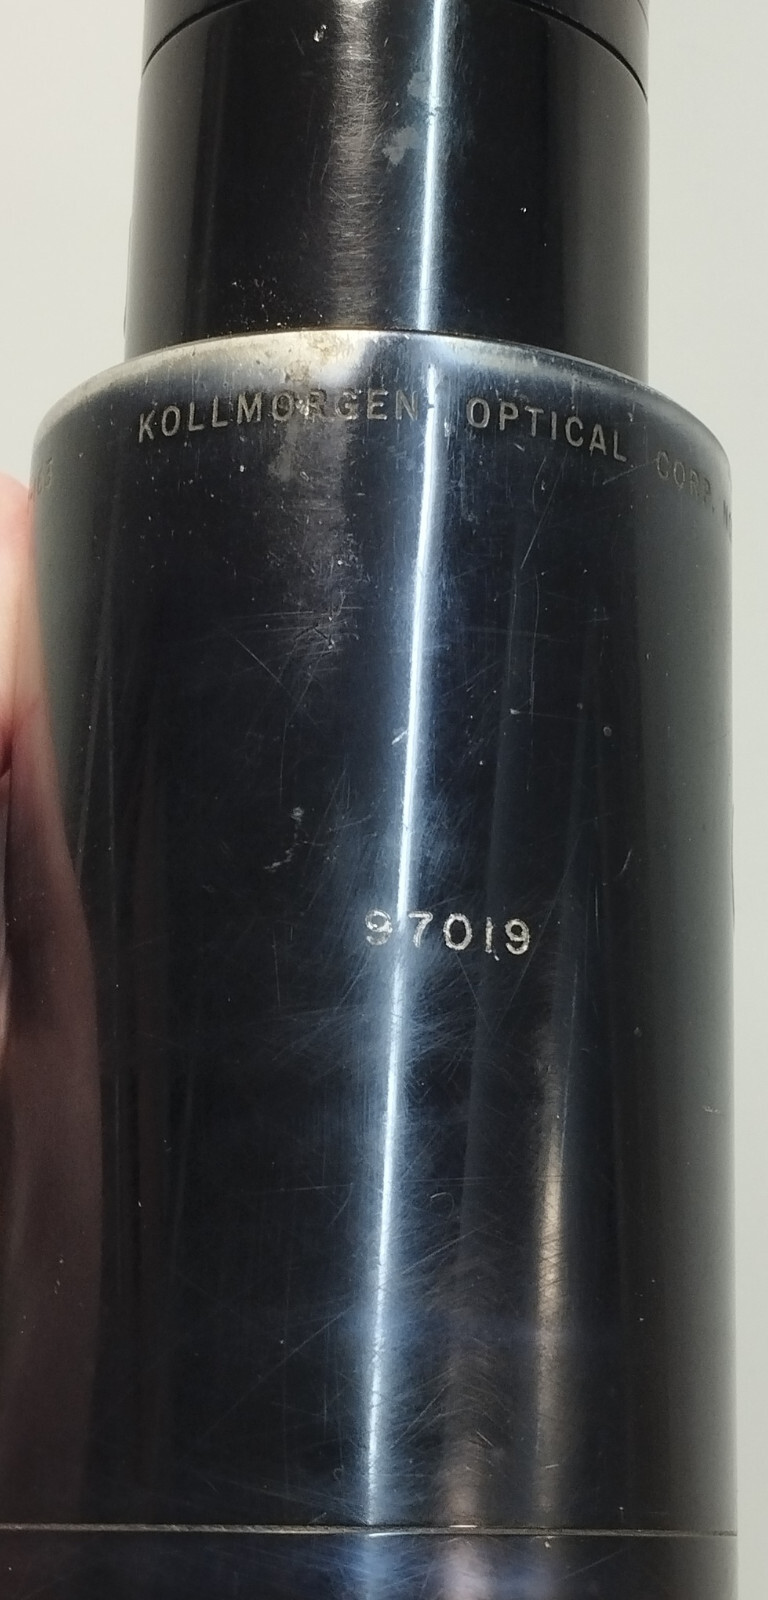 KOLLMORGEN OPTICAL CORP.
97019